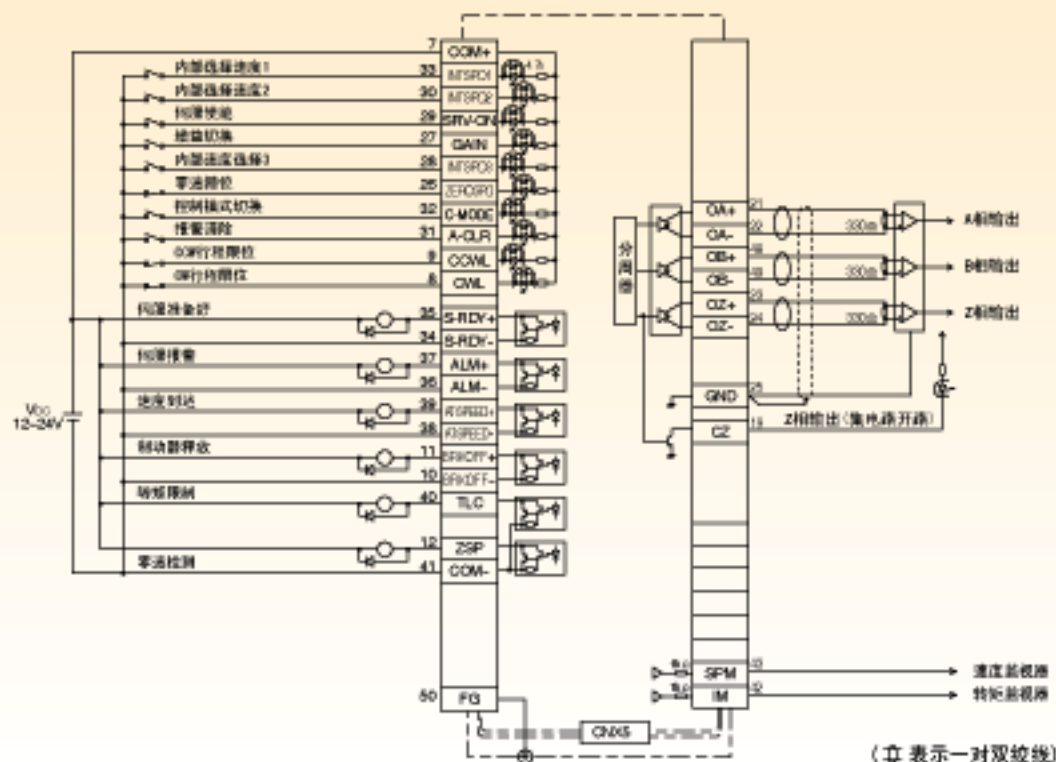 7 COM+
内部选择速度1 33 INTSPD1 4.7k
内部选择速度2 30 INTSPD2
伺服使能 29 SRV-ON
增益切换 27 GAIN
内部速度选择3 28 INTSPD3
零速箝位 26 ZEROSPD
控制模式切换 32 C-MODE
报警清除 31 A-CLR
CCW行程限位 9 CCWL
CW行程限位 8 CWL
伺服准备好 35 S-RDY+
34 S-RDY-
伺服报警 37 ALM+
36 ALM-
速度到达 39 ATSPEED+
38 ATSPEED-
制动器释放 11 BRKOFF+
10 BRKOFF-
转矩限制 40 TLC
12 ZSP
零速检测 41 COM-
VDC
12~24V
50 FG
CNX5
分周器
OA+ 21
OA- 22 330Ω A相输出
OB+ 48
OB- 49 330Ω B相输出
OZ+ 23
OZ- 24 330Ω Z相输出
GND 25
CZ 19 Z相输出(集电路开路)
SPM 43 速度监视器
IM 42 转矩监视器
( 表示一对双绞线)